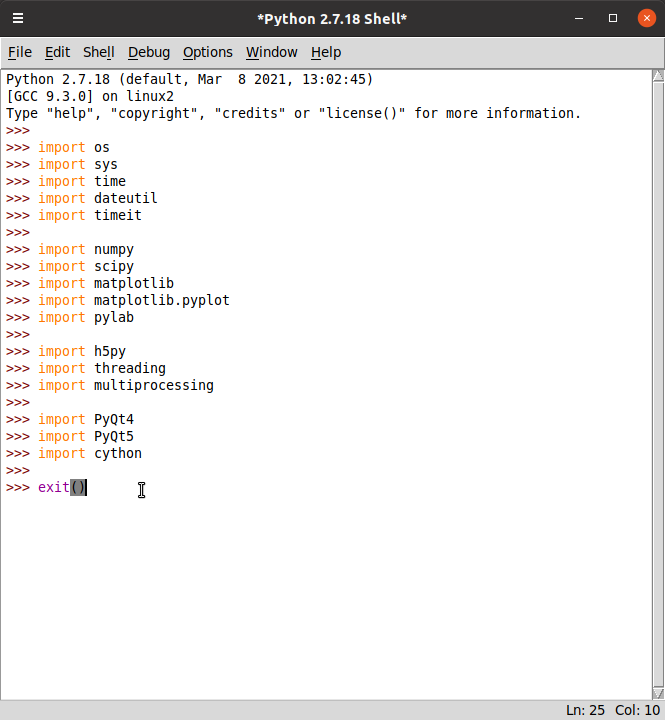 *Python 2.7.18 Shell*
File Edit Shell Debug Options Window Help
Python 2.7.18 (default, Mar  8 2021, 13:02:45)
[GCC 9.3.0] on linux2
Type "help", "copyright", "credits" or "license()" for more information.
>>>
>>> import os
>>> import sys
>>> import time
>>> import dateutil
>>> import timeit
>>>
>>> import numpy
>>> import scipy
>>> import matplotlib
>>> import matplotlib.pyplot
>>> import pylab
>>>
>>> import h5py
>>> import threading
>>> import multiprocessing
>>>
>>> import PyQt4
>>> import PyQt5
>>> import cython
>>>
>>> exit()
Ln: 25 Col: 10